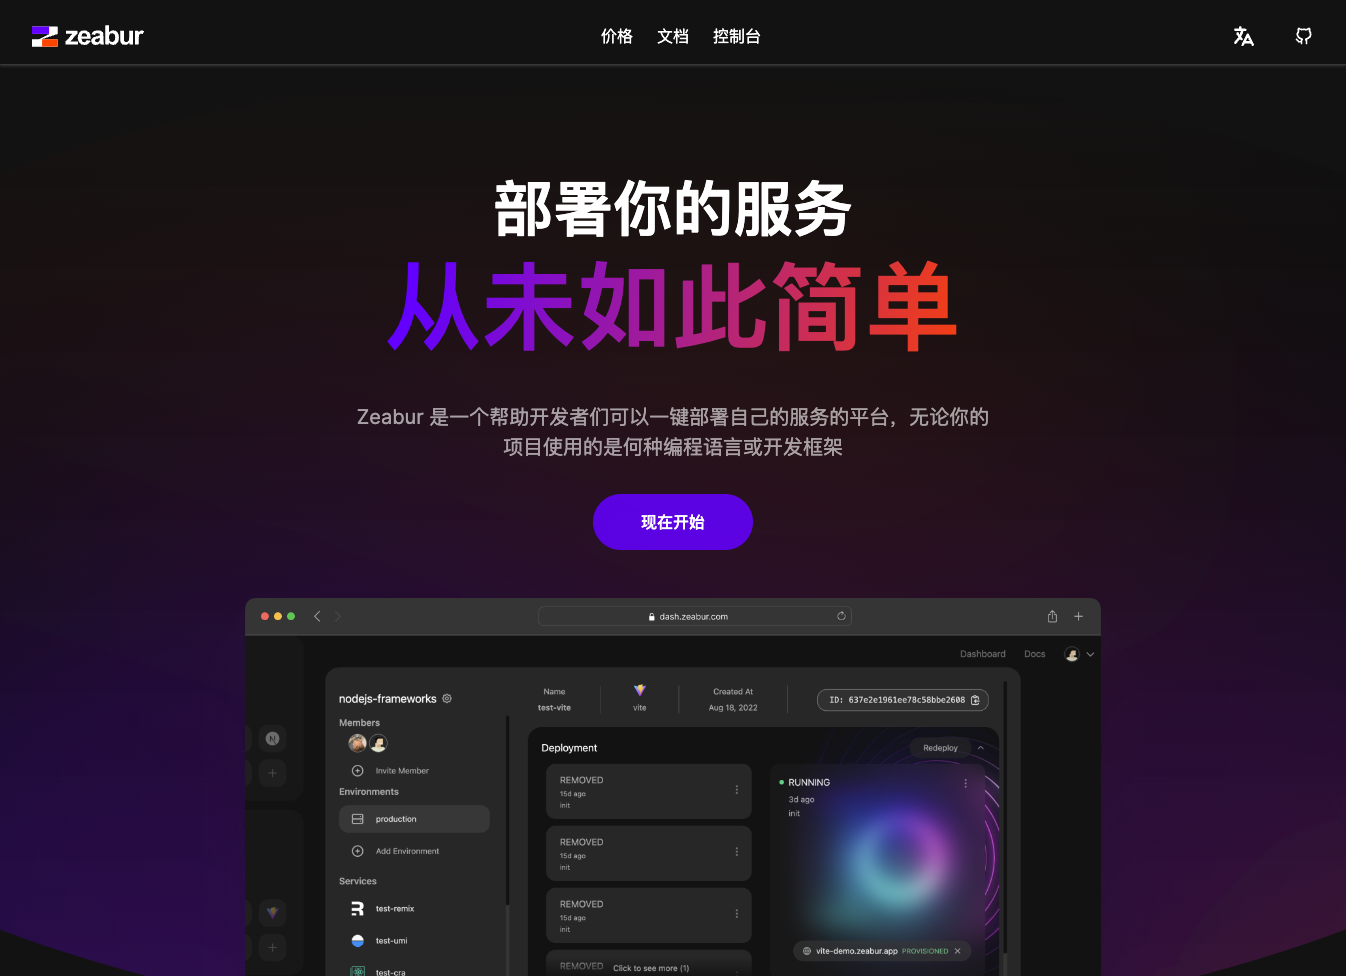 zeabur
价格 文档 控制台
部署你的服务
从未如此简单
Zeabur 是一个帮助开发者们可以一键部署自己的服务的平台，无论你的
项目使用的是何种编程语言或开发框架
现在开始
dash.zeabur.com
Dashboard Docs
nodejs-frameworks
Members
Invite Member
Environments
production
Add Environment
Services
test-remix
test-umi
test-cra
Name
test-vite
vite
Created At
Aug 18, 2022
ID: 637e2e1961ee78c58bbe2608
Deployment
Redeploy
REMOVED
15d ago
init
REMOVED
15d ago
init
REMOVED
15d ago
init
REMOVED
Click to see more (1)
RUNNING
3d ago
init
vite-demo.zeabur.app PROVISIONED